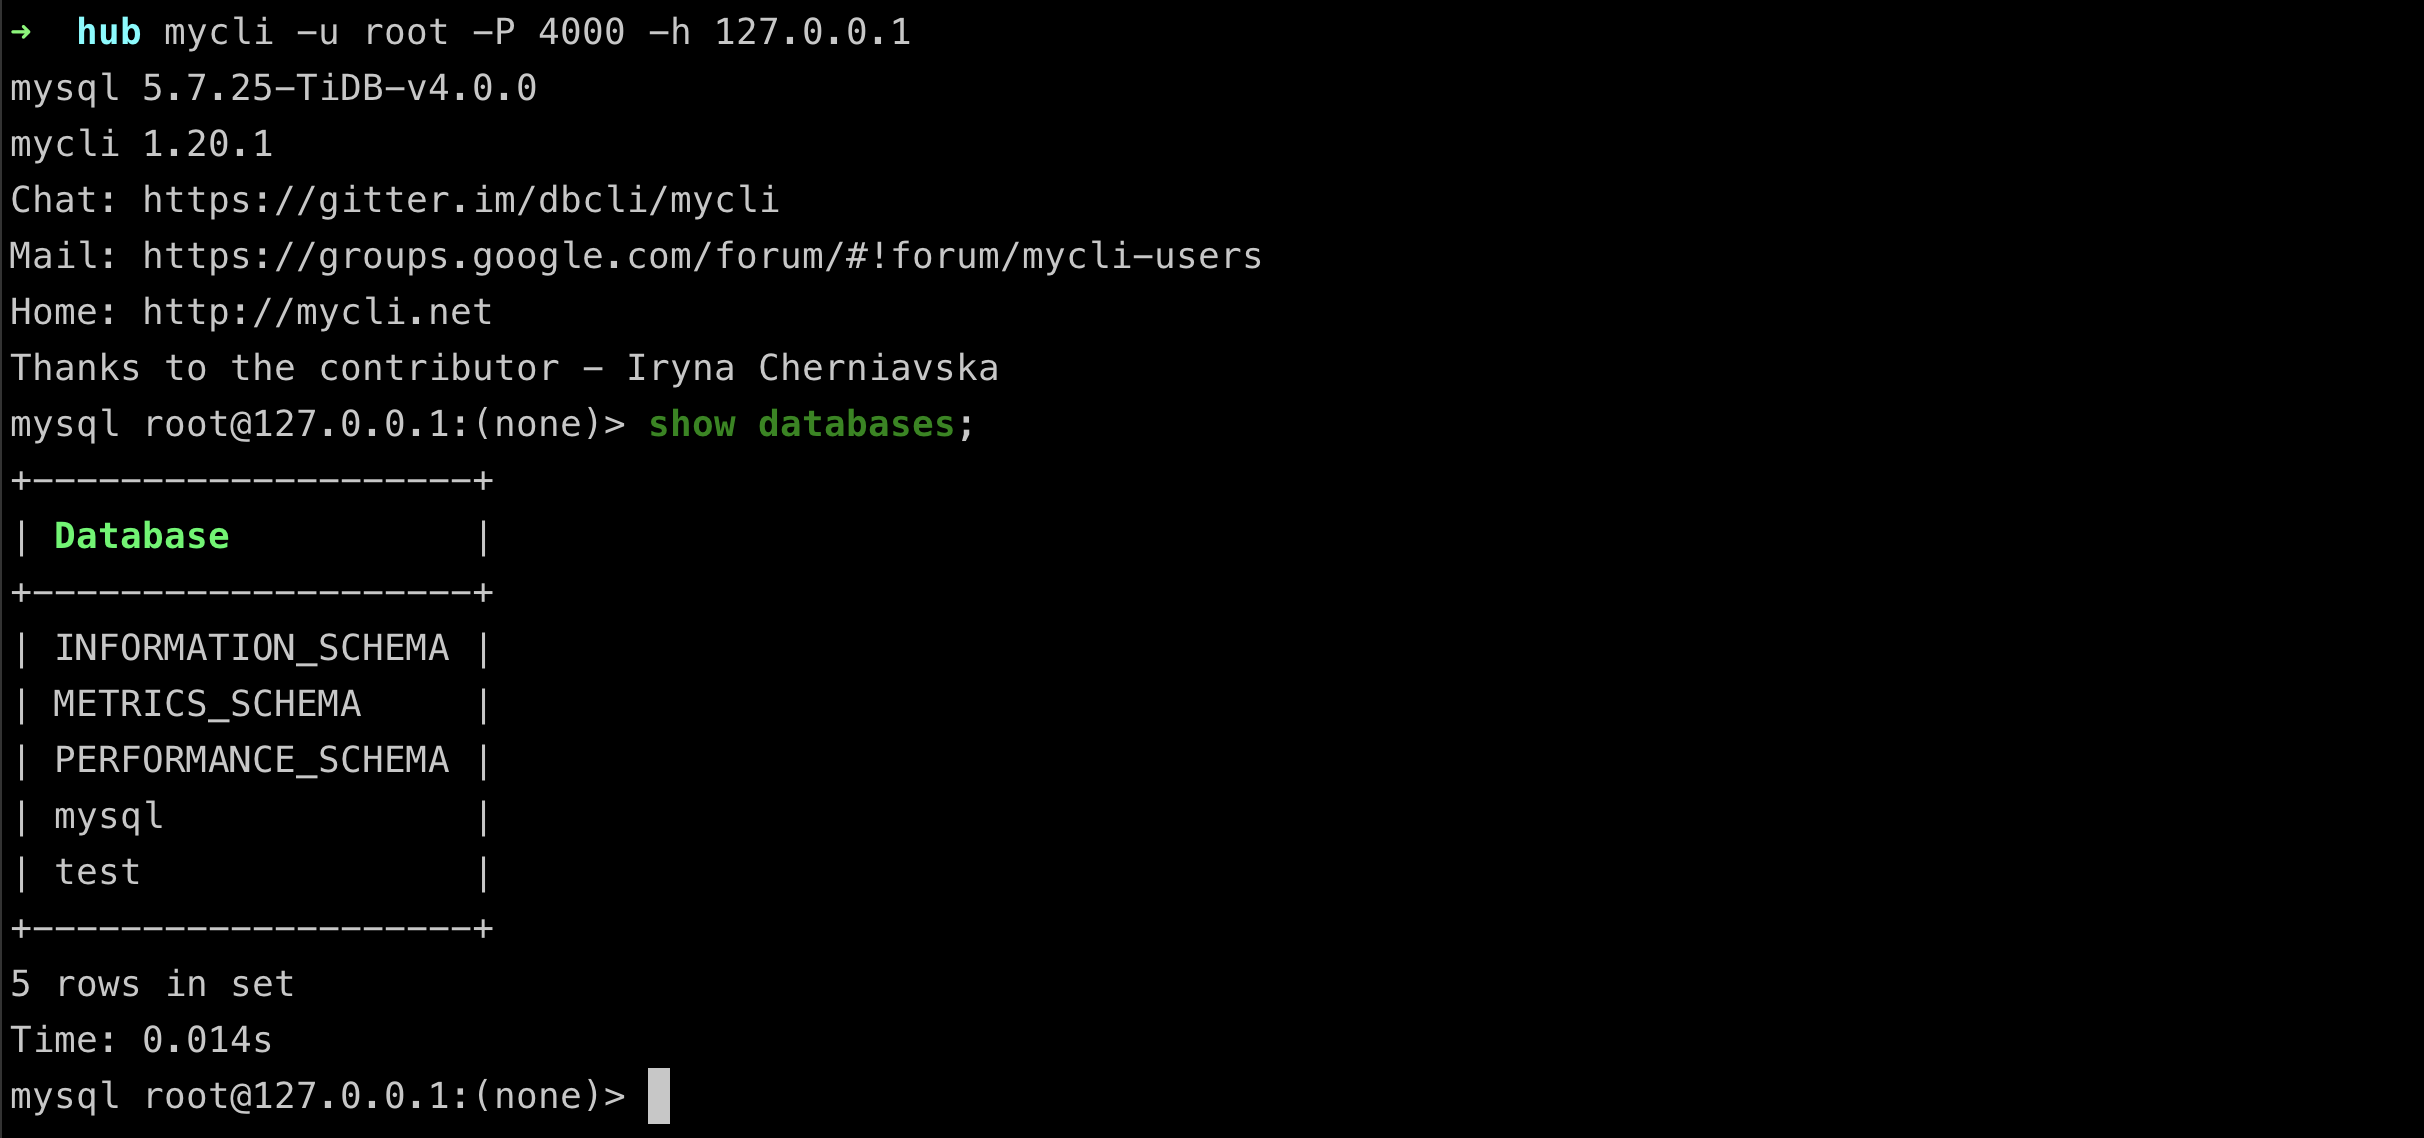 ➜  hub mycli -u root -P 4000 -h 127.0.0.1
mysql 5.7.25-TiDB-v4.0.0
mycli 1.20.1
Chat: https://gitter.im/dbcli/mycli
Mail: https://groups.google.com/forum/#!forum/mycli-users
Home: http://mycli.net
Thanks to the contributor - Iryna Cherniavska
mysql root@127.0.0.1:(none)> show databases;
+--------------------+
| Database           |
+--------------------+
| INFORMATION_SCHEMA |
| METRICS_SCHEMA     |
| PERFORMANCE_SCHEMA |
| mysql              |
| test               |
+--------------------+
5 rows in set
Time: 0.014s
mysql root@127.0.0.1:(none)>